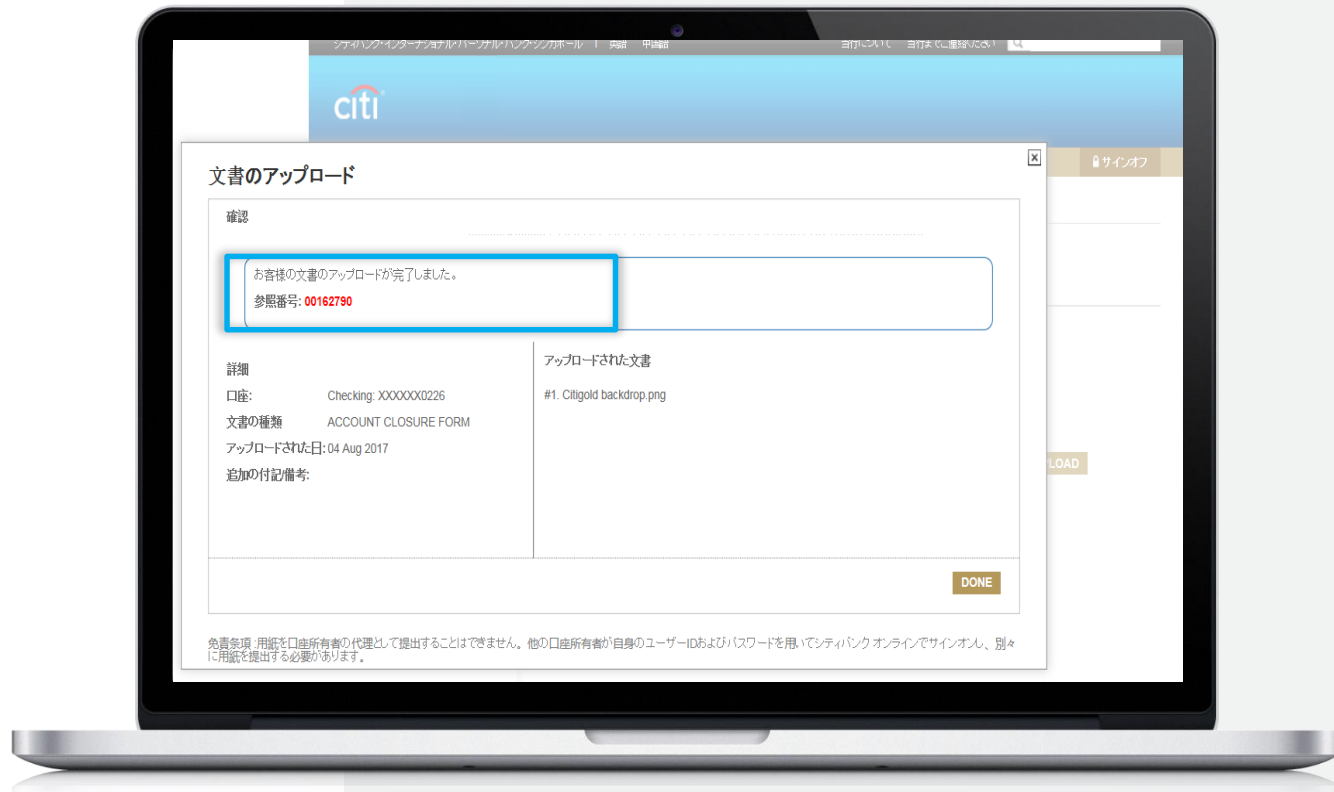 シティバンク・インターナショナル・パーソナル・バンク・シンガポール | 英語 中国語 当行について 当行までご連絡ください
citi
サインオフ
文書のアップロード
x
確認
お客様の文書のアップロードが完了しました。
参照番号: 00162790
詳細
口座: Checking: XXXXXX0226
文書の種類 ACCOUNT CLOSURE FORM
アップロードされた日: 04 Aug 2017
追加の付記/備考:
アップロードされた文書
#1. Citigold backdrop.png
LOAD
DONE
免責条項 :用紙を口座所有者の代理として提出することはできません。他の口座所有者が自身のユーザーIDおよびパスワードを用いてシティバンク オンラインでサインオンし、別々
に用紙を提出する必要があります。